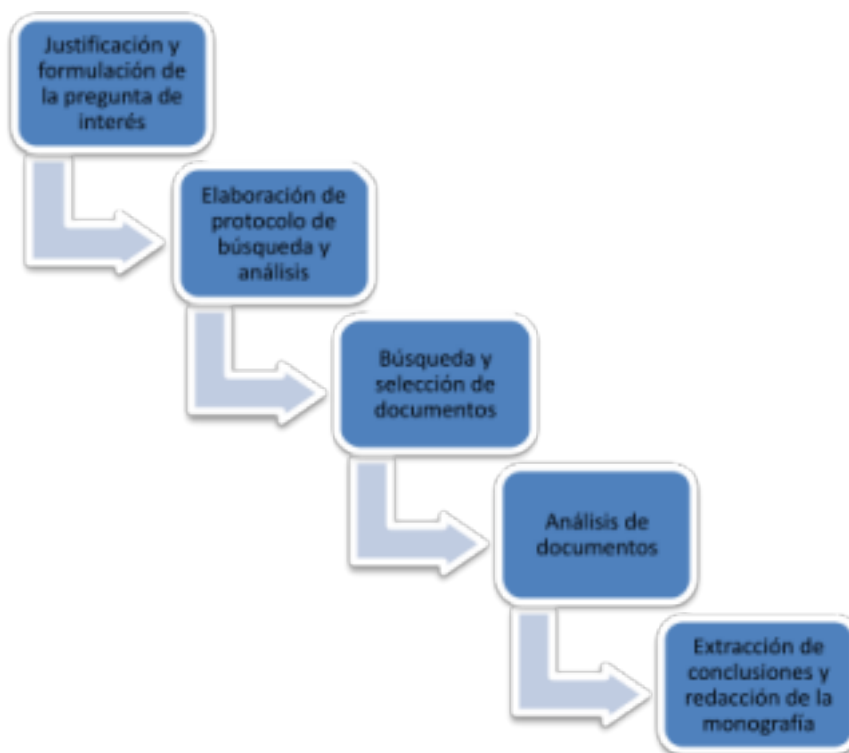 Justificación y
formulación de
la pregunta de
interés
Elaboración de
protocolo de
búsqueda y
análisis
Búsqueda y
selección de
documentos
Análisis de
documentos
Extracción de
conclusiones y
redacción de la
monografía